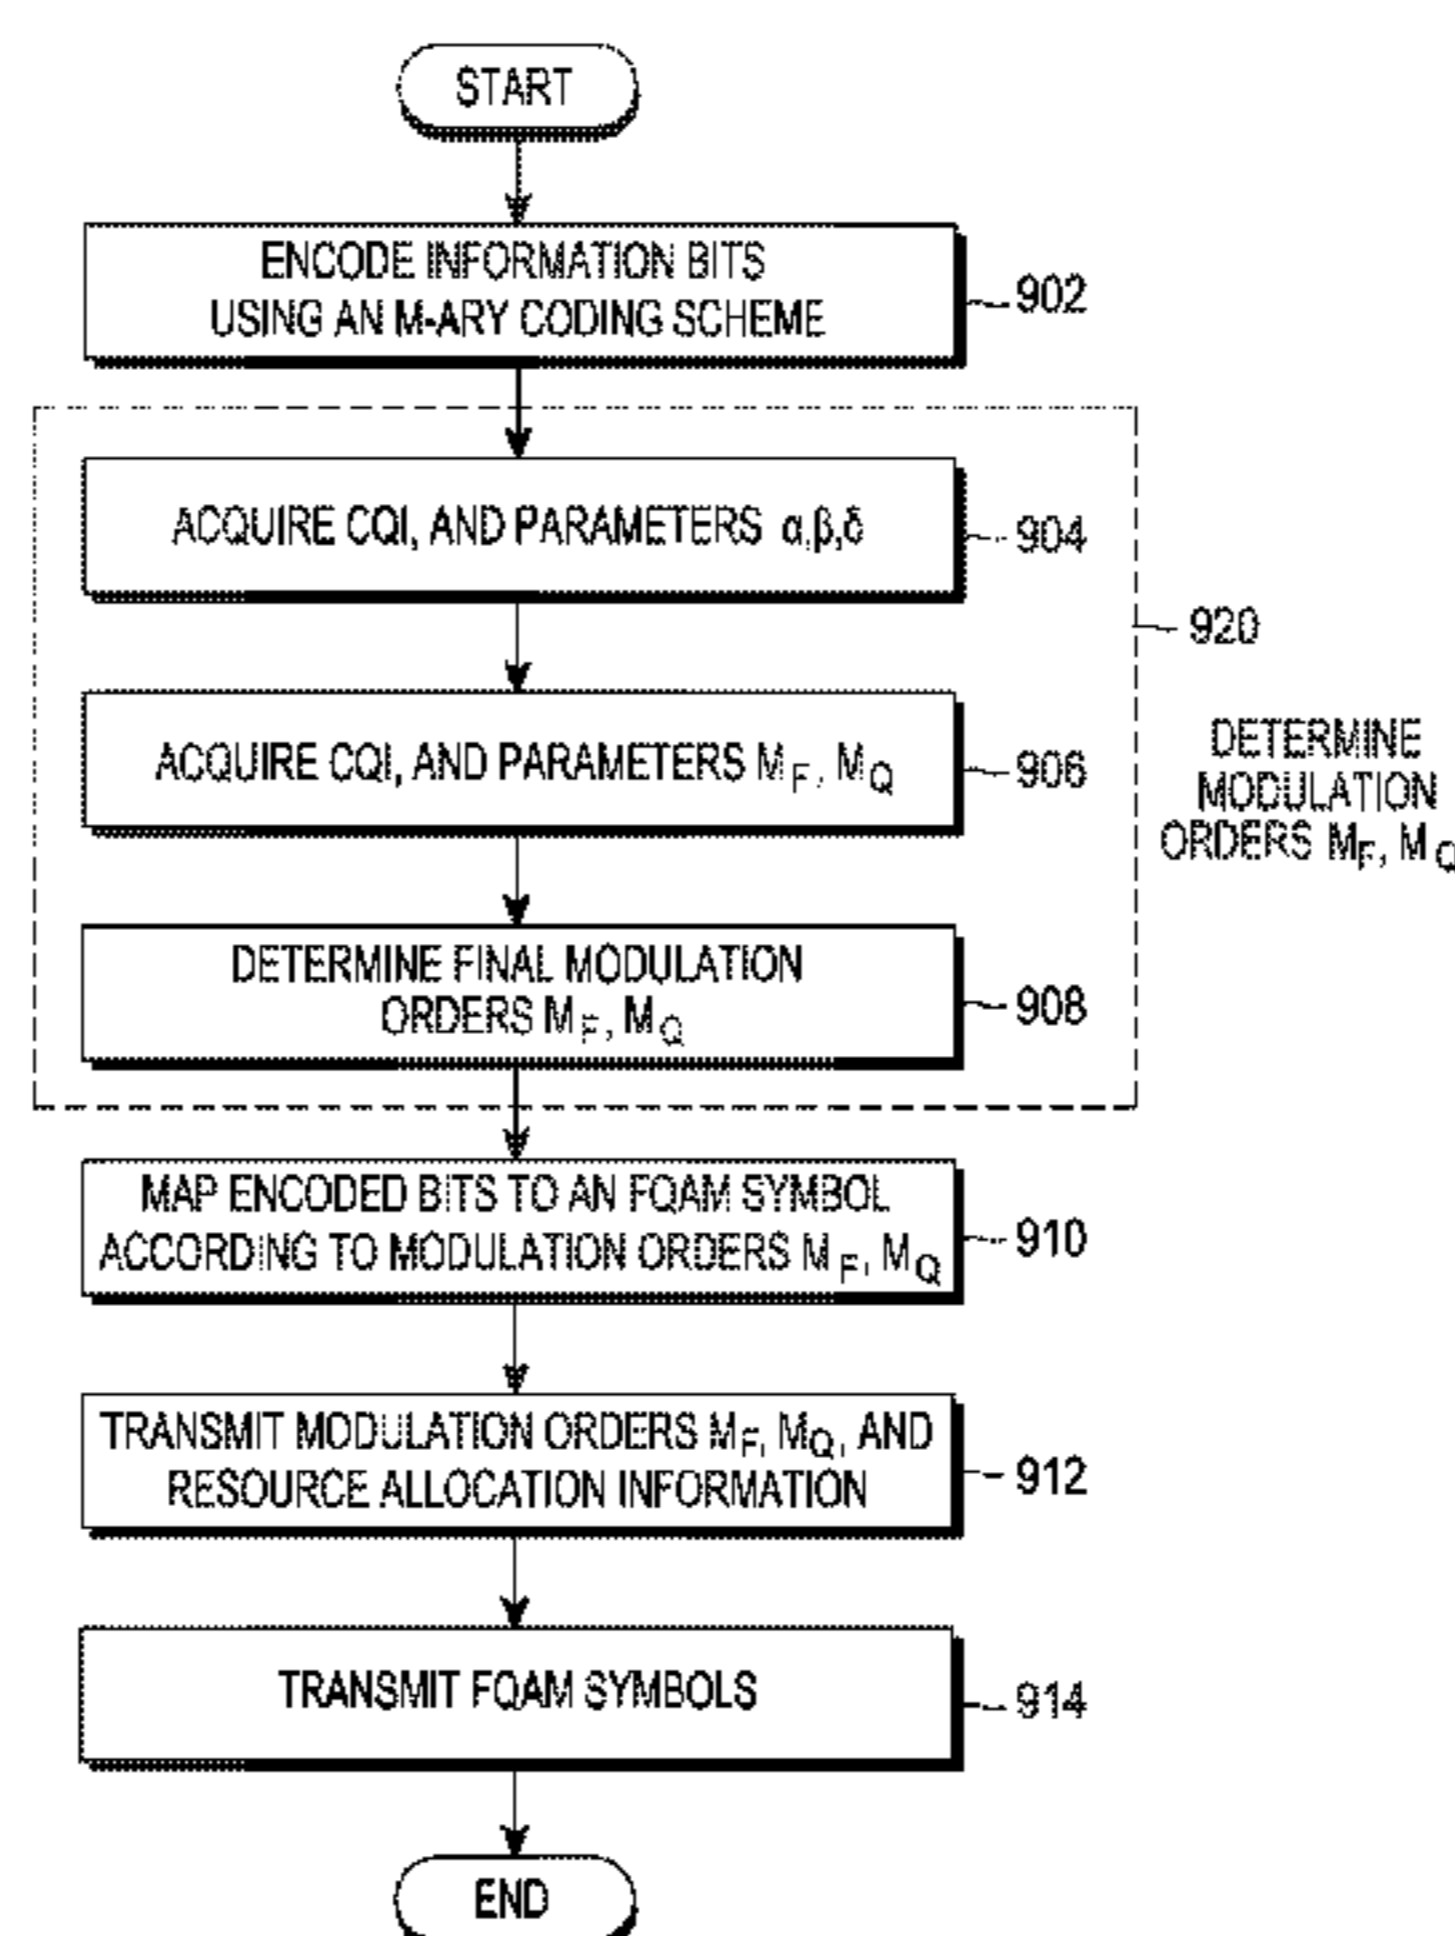 START
ENCODE INFORMATION BITS
USING AN M-ARY CODING SCHEME
902
ACQUIRE CQI, AND PARAMETERS α,β,δ
904
920
ACQUIRE CQI, AND PARAMETERS MF, MQ
906
DETERMINE
MODULATION
ORDERS MF, MQ
DETERMINE FINAL MODULATION
ORDERS MF, MQ
908
MAP ENCODED BITS TO AN FQAM SYMBOL
ACCORDING TO MODULATION ORDERS MF, MQ
910
TRANSMIT MODULATION ORDERS MF, MQ, AND
RESOURCE ALLOCATION INFORMATION
912
TRANSMIT FQAM SYMBOLS
914
END